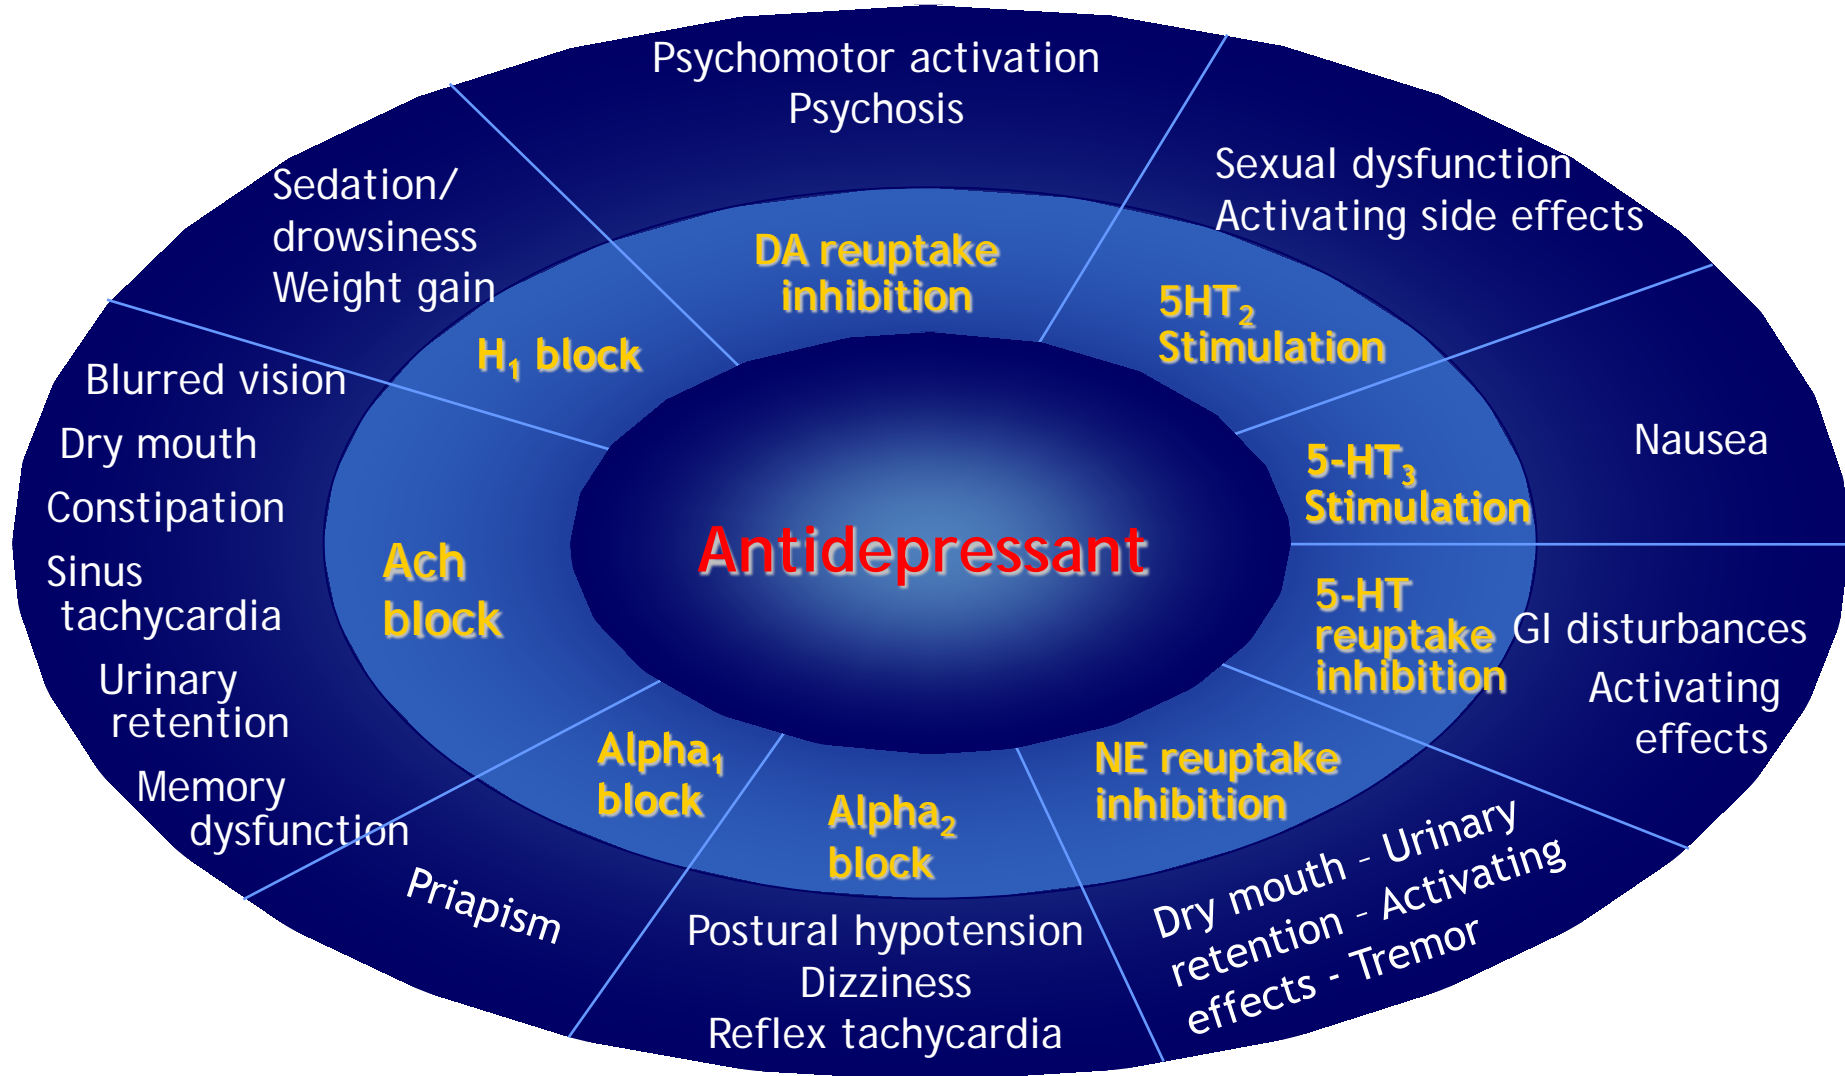 Psychomotor activation
Psychosis
Sexual dysfunction
Activating side effects
Sedation/
drowsiness
Weight gain
DA reuptake
inhibition
5HT₂
Stimulation
H₁ block
Blurred vision
Dry mouth
Constipation
Sinus
tachycardia
Urinary
retention
Memory
dysfunction
Ach
block
Antidepressant
5-HT₃
Stimulation
Nausea
5-HT
reuptake
inhibition
GI disturbances
Activating
effects
Alpha₁
block
Alpha₂
block
NE reuptake
inhibition
Priapism
Postural hypotension
Dizziness
Reflex tachycardia
Dry mouth - Urinary
retention - Activating
effects - Tremor